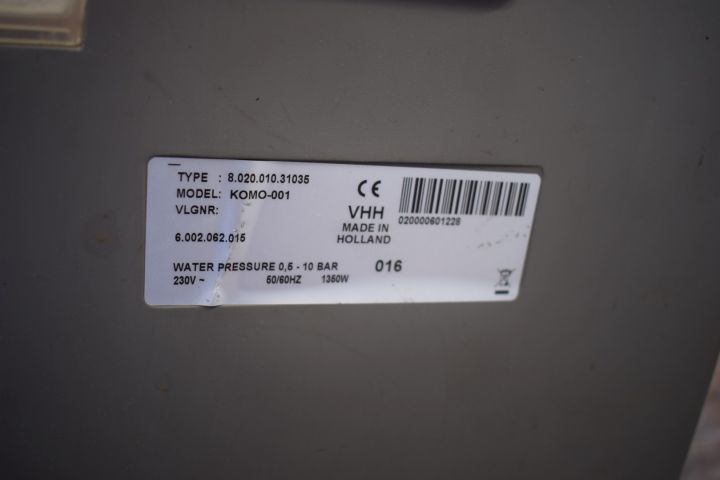 TYPE : 8.020.010.31035
MODEL: KOMO-001
VLGNR:
6.002.062.015
WATER PRESSURE 0,5 - 10 BAR
230V ~ 50/60HZ 1350W
CE
VHH
MADE IN
HOLLAND
016
020000601228